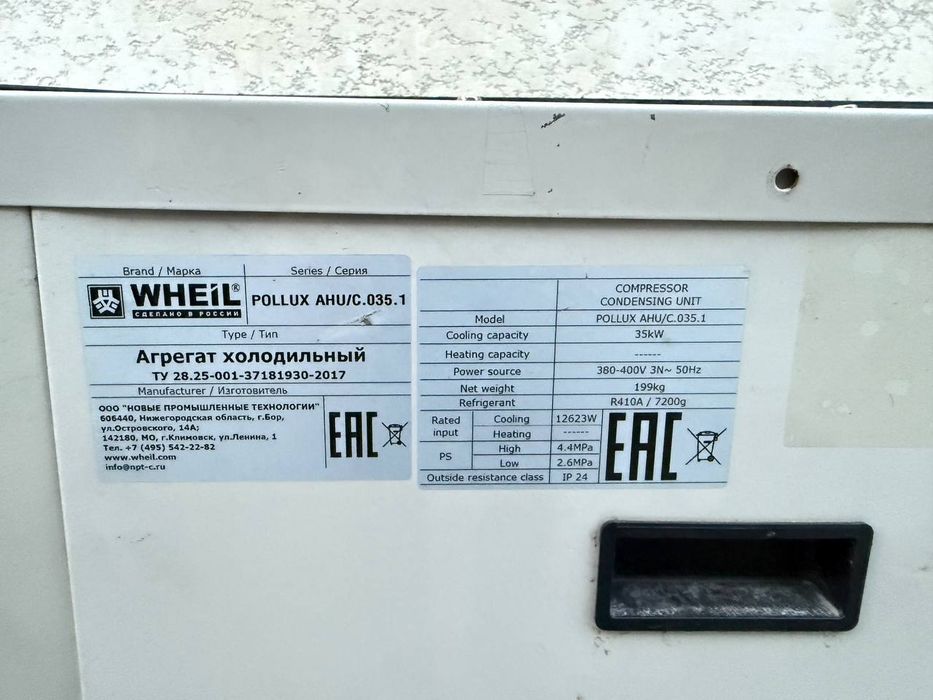 Brand / Марка Series / Серия
WHEIL® POLLUX AHU/C.035.1
СДЕЛАНО В РОССИИ
Type / Тип
Агрегат холодильный
ТУ 28.25-001-37181930-2017
Manufacturer / Изготовитель
ООО "НОВЫЕ ПРОМЫШЛЕННЫЕ ТЕХНОЛОГИИ"
606440, Нижегородская область, г.Бор,
ул.Островского, 14А;
142180, МО, г.Климовск, ул.Ленина, 1
Тел. +7 (495) 542-22-82
www.wheil.com
info@npt-c.ru
EAC
COMPRESSOR
CONDENSING UNIT
Model POLLUX AHU/C.035.1
Cooling capacity 35kW
Heating capacity ------
Power source 380-400V 3N~ 50Hz
Net weight 199kg
Refrigerant R410A / 7200g
Rated input Cooling 12623W
Heating ------
PS High 4.4MPa
Low 2.6MPa
Outside resistance class IP 24
EAC